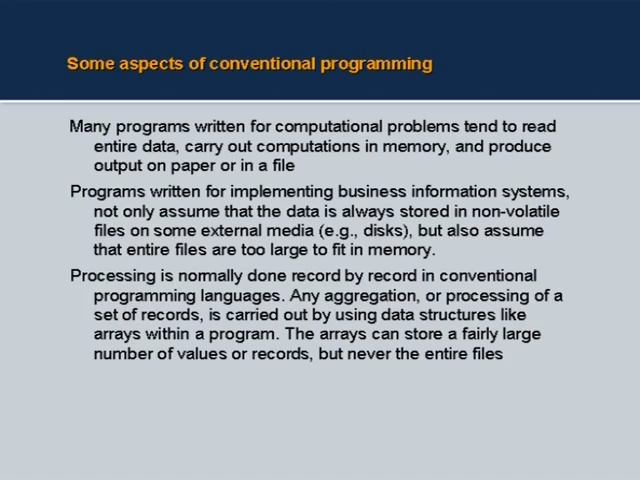 Some aspects of conventional programming
Many programs written for computational problems tend to read
entire data, carry out computations in memory, and produce
output on paper or in a file
Programs written for implementing business information systems,
not only assume that the data is always stored in non-volatile
files on some external media (e.g., disks), but also assume
that entire files are too large to fit in memory.
Processing is normally done record by record in conventional
programming languages. Any aggregation, or processing of a
set of records, is carried out by using data structures like
arrays within a program. The arrays can store a fairly large
number of values or records, but never the entire files